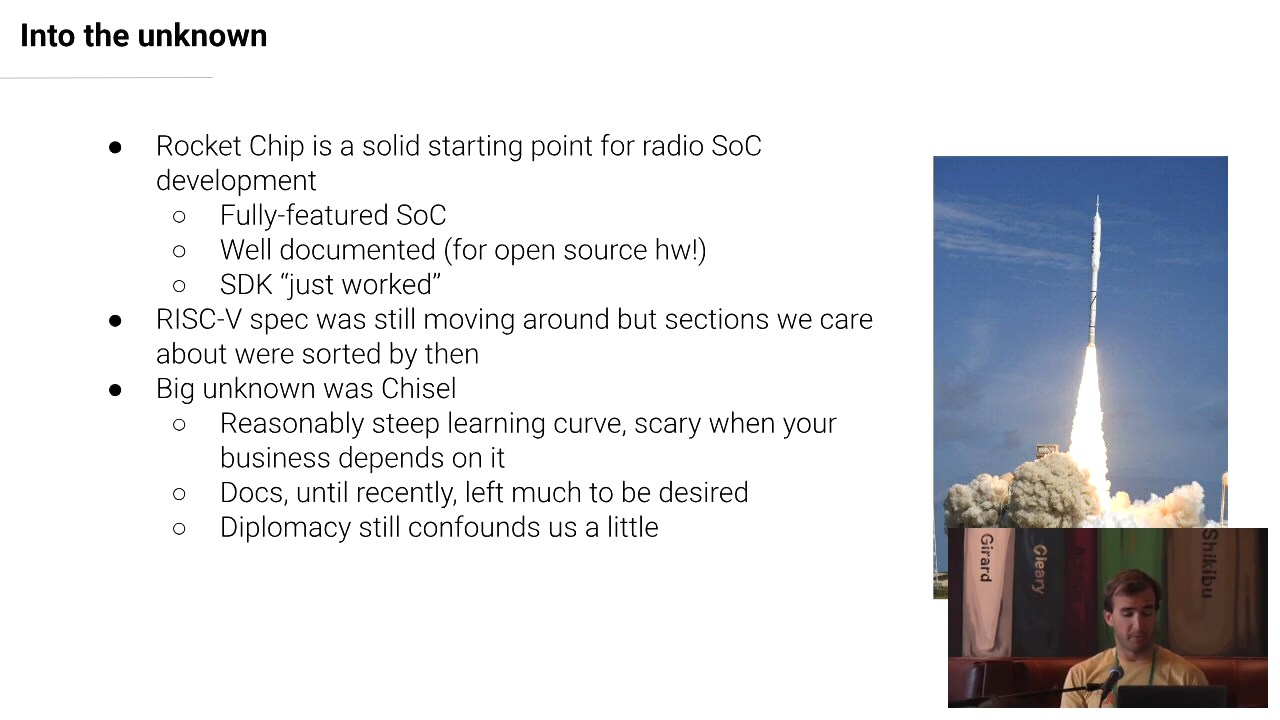 Into the unknown
● Rocket Chip is a solid starting point for radio SoC
development
○ Fully-featured SoC
○ Well documented (for open source hw!)
○ SDK “just worked”
● RISC-V spec was still moving around but sections we care
about were sorted by then
● Big unknown was Chisel
○ Reasonably steep learning curve, scary when your
business depends on it
○ Docs, until recently, left much to be desired
○ Diplomacy still confounds us a little
Girard
Cleary
Shikibu